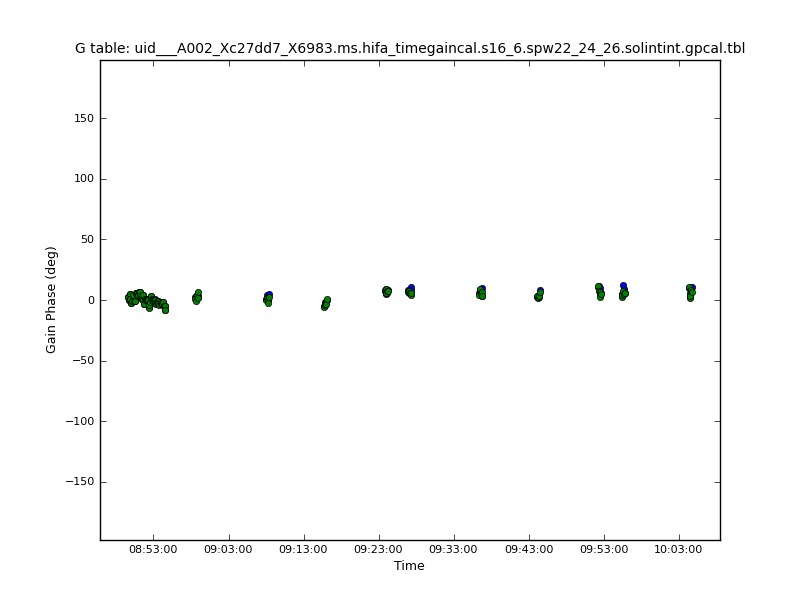 G table: uid___A002_Xc27dd7_X6983.ms.hifa_timegaincal.s16_6.spw22_24_26.solintint.gpcal.tbl
150
100
50
0
−50
−100
−150
Gain Phase (deg)
08:53:00 09:03:00 09:13:00 09:23:00 09:33:00 09:43:00 09:53:00 10:03:00
Time